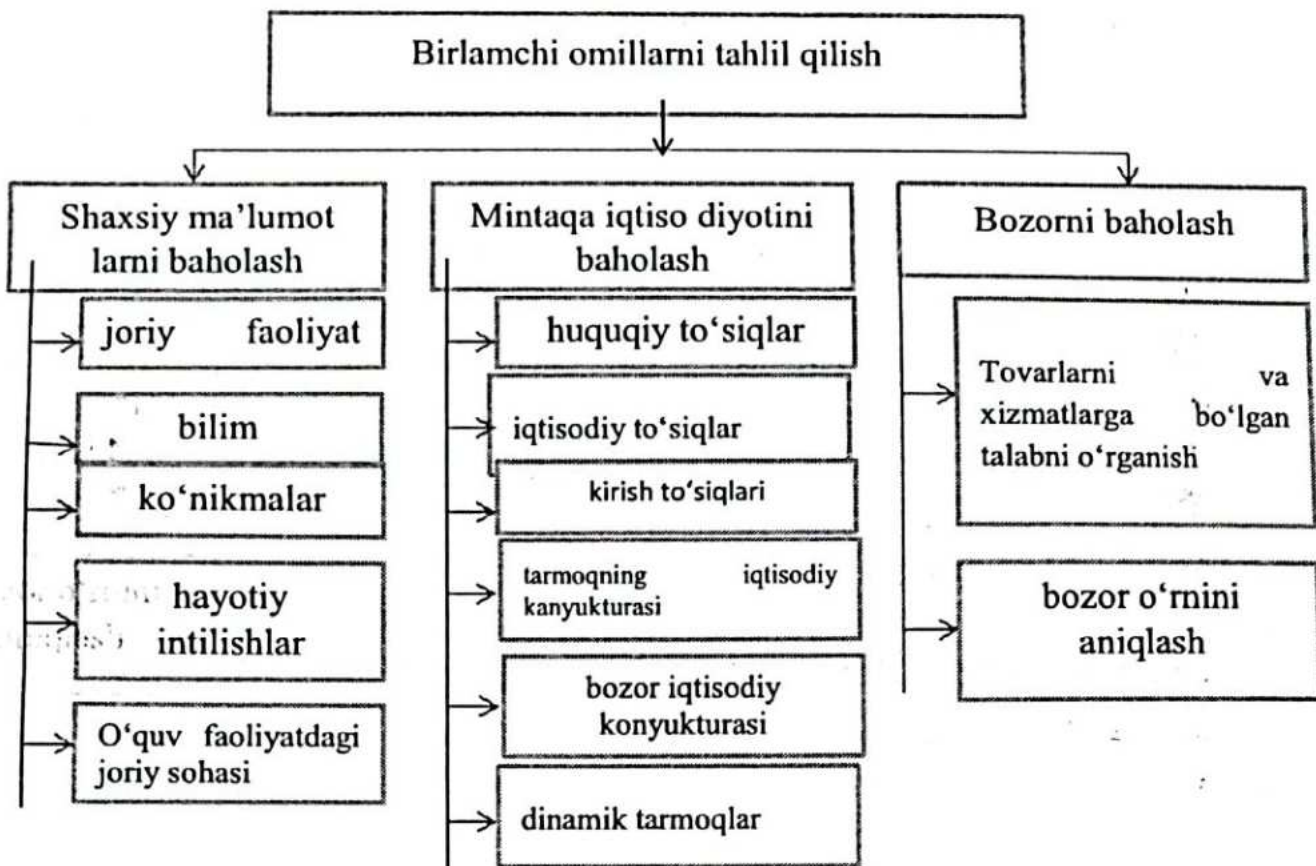 Birlamchi omillarni tahlil qilish
Shaxsiy ma’lumot
larni baholash
joriy faoliyat
bilim
ko‘nikmalar
hayotiy
intilishlar
O‘quv faoliyatdagi
joriy sohasi
Mintaqa iqtiso diyotini
baholash
huquqiy to‘siqlar
iqtisodiy to‘siqlar
kirish to‘siqlari
tarmoqning iqtisodiy
kanyukturasi
bozor iqtisodiy
konyukturasi
dinamik tarmoqlar
Bozorni baholash
Tovarlarni va
xizmatlarga bo‘lgan
talabni o‘rganish
bozor o‘rnini
aniqlash